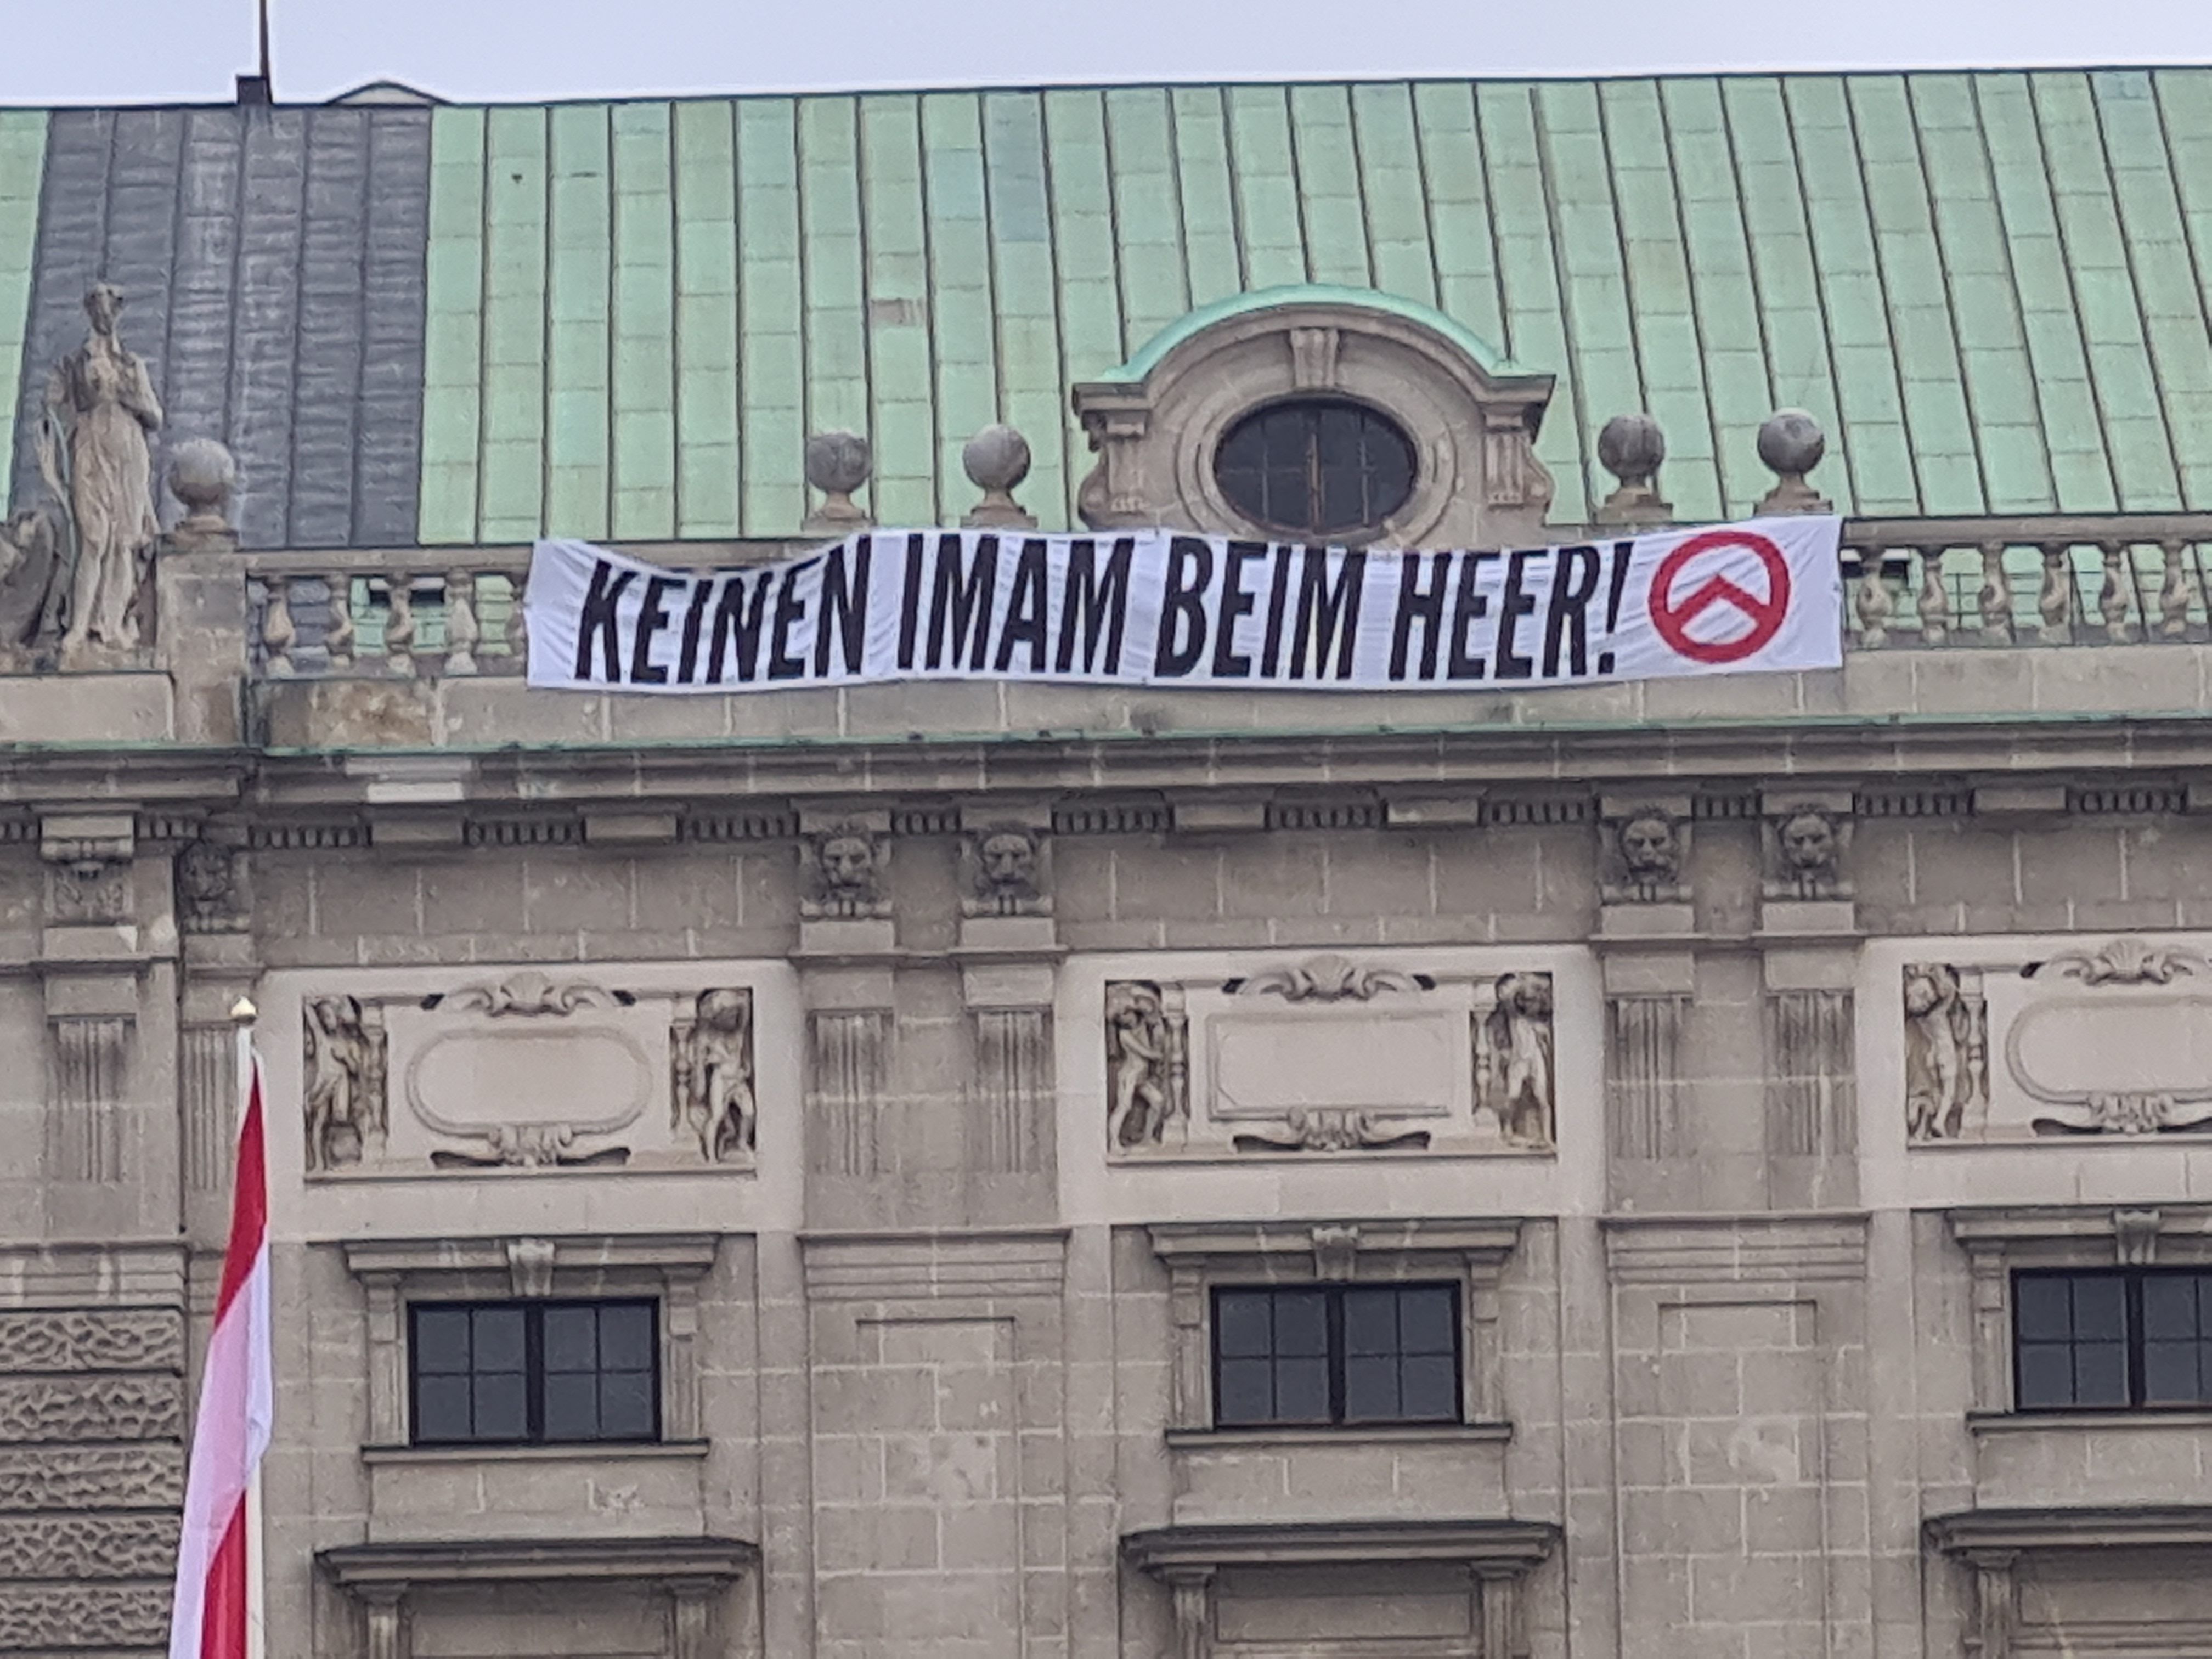 KEINEN IMAM BEIM HEER!